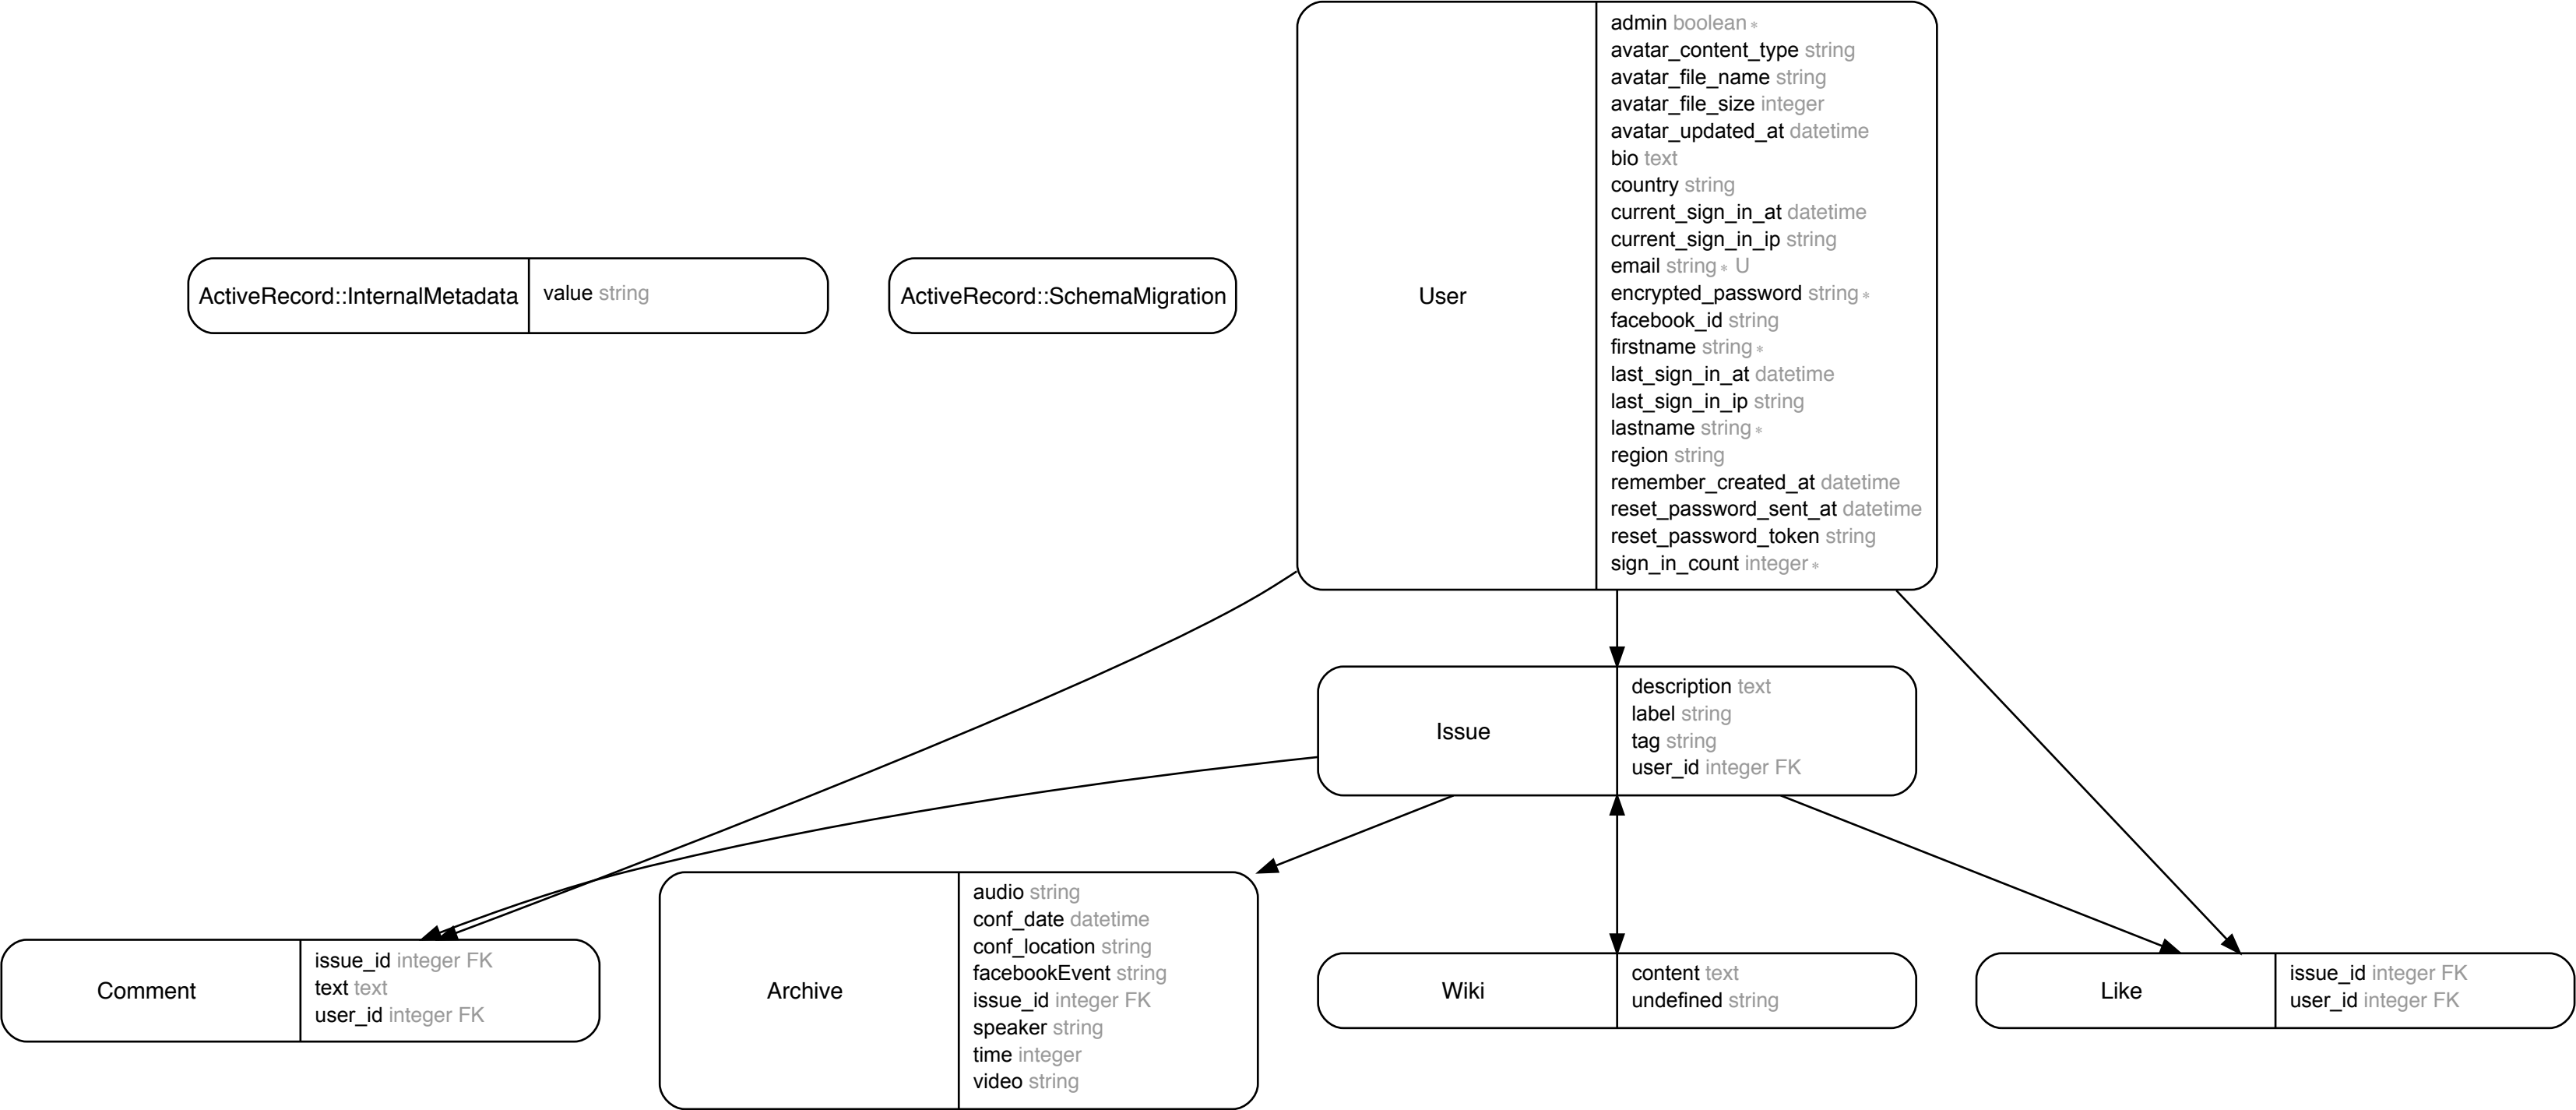 User
admin boolean ∗
avatar_content_type string
avatar_file_name string
avatar_file_size integer
avatar_updated_at datetime
bio text
country string
current_sign_in_at datetime
current_sign_in_ip string
email string ∗ U
encrypted_password string ∗
facebook_id string
firstname string ∗
last_sign_in_at datetime
last_sign_in_ip string
lastname string ∗
region string
remember_created_at datetime
reset_password_sent_at datetime
reset_password_token string
sign_in_count integer ∗
ActiveRecord::InternalMetadata
value string
ActiveRecord::SchemaMigration
Issue
description text
label string
tag string
user_id integer FK
Comment
issue_id integer FK
text text
user_id integer FK
Archive
audio string
conf_date datetime
conf_location string
facebookEvent string
issue_id integer FK
speaker string
time integer
video string
Wiki
content text
undefined string
Like
issue_id integer FK
user_id integer FK